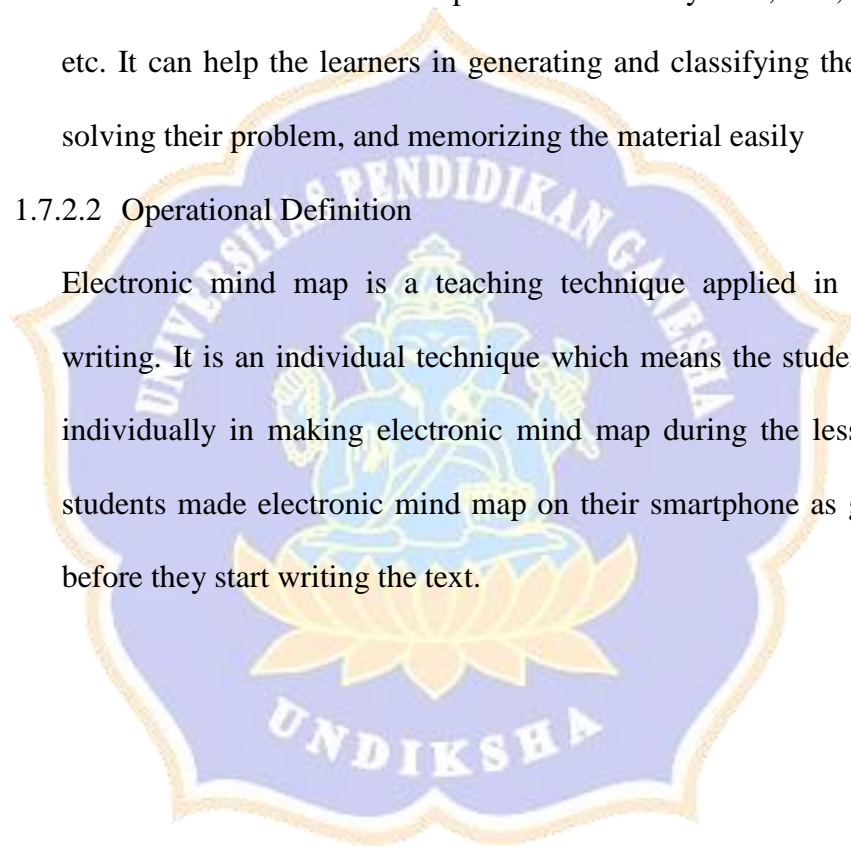 etc. It can help the learners in generating and classifying the
solving their problem, and memorizing the material easily
1.7.2.2 Operational Definition
Electronic mind map is a teaching technique applied in
writing. It is an individual technique which means the
individually in making electronic mind map during the
students made electronic mind map on their smartphone as
before they start writing the text.
UNIVERSITAS PENDIDIKAN GANESHA
UNDIKSHA